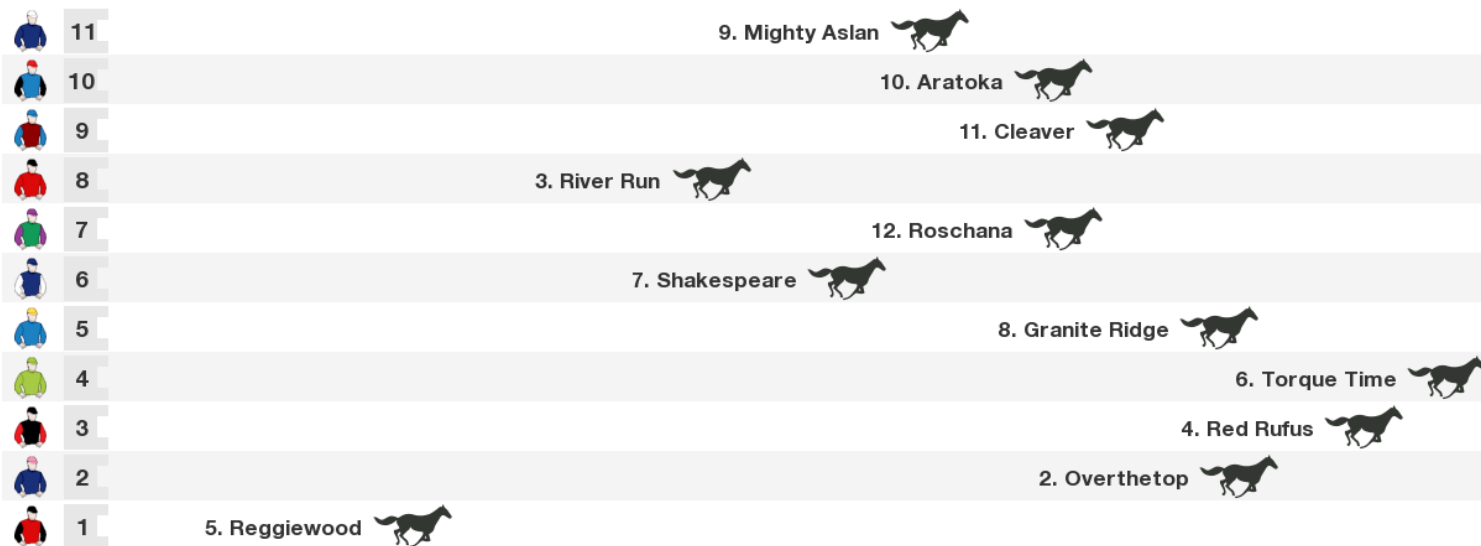 11 9. Mighty Aslan
10 10. Aratoka
9 11. Cleaver
8 3. River Run
7 12. Roschana
6 7. Shakespeare
5 8. Granite Ridge
4 6. Torque Time
3 4. Red Rufus
2 2. Overthetop
1 5. Reggiewood